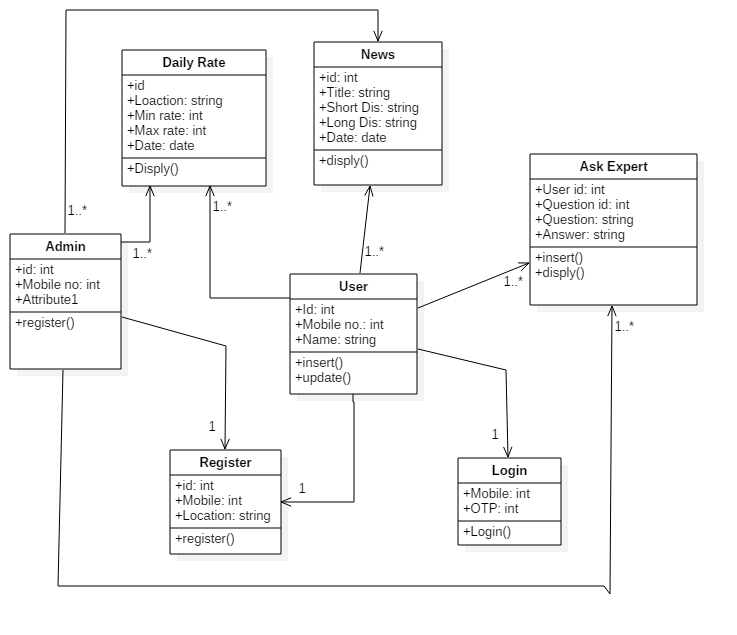 Daily Rate
+id
+Loaction: string
+Min rate: int
+Max rate: int
+Date: date
+Disply()
News
+id: int
+Title: string
+Short Dis: string
+Long Dis: string
+Date: date
+disply()
Ask Expert
+User id: int
+Question id: int
+Question: string
+Answer: string
+insert()
+disply()
1..*
1..*
1..*
1..*
1..*
1..*
Admin
+id: int
+Mobile no: int
+Attribute1
+register()
User
+Id: int
+Mobile no.: int
+Name: string
+insert()
+update()
1
1
1
Register
+id: int
+Mobile: int
+Location: string
+register()
Login
+Mobile: int
+OTP: int
+Login()